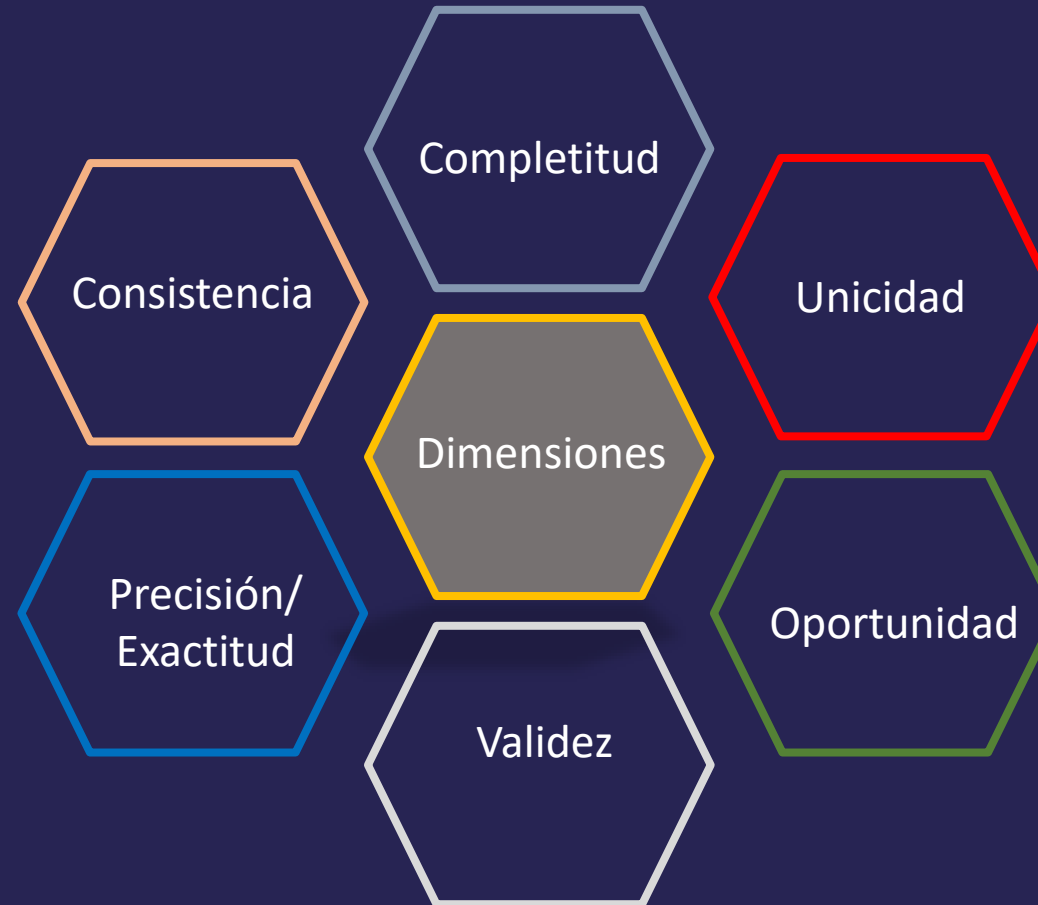 Completitud
Consistencia
Unicidad
Dimensiones
Precisión/
Exactitud
Oportunidad
Validez